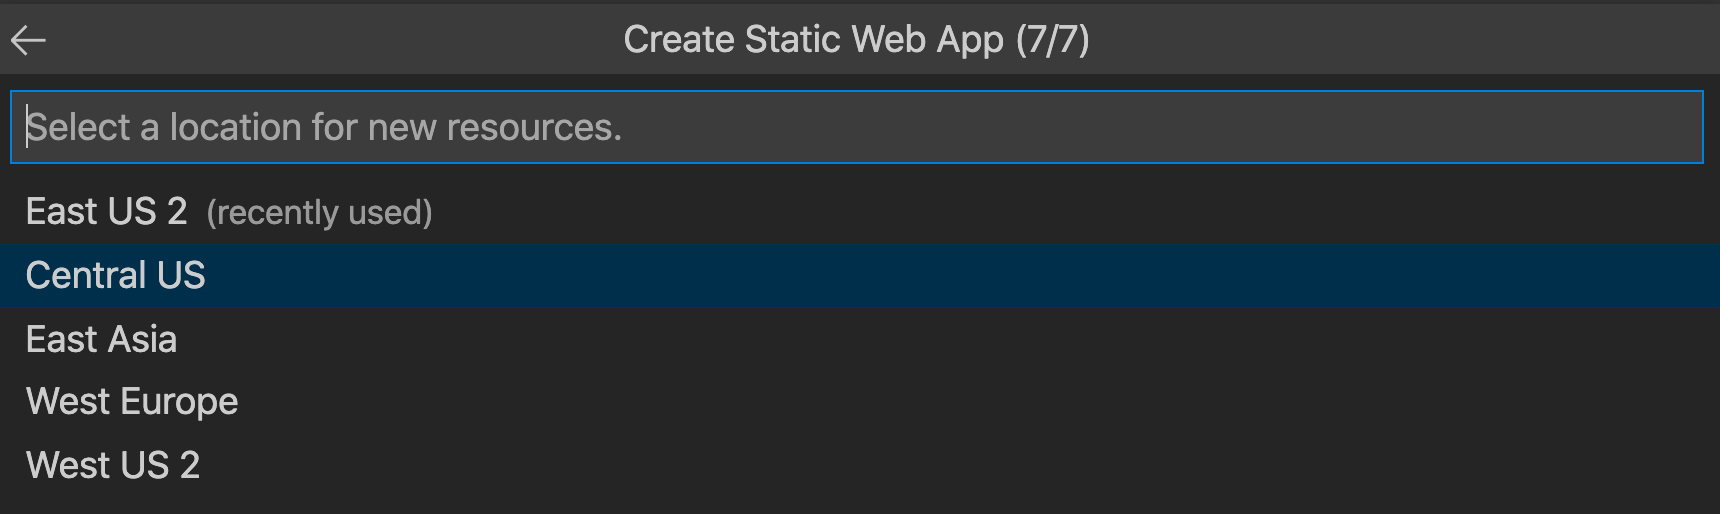 Create Static Web App (7/7)
Select a location for new resources.
East US 2 (recently used)
Central US
East Asia
West Europe
West US 2